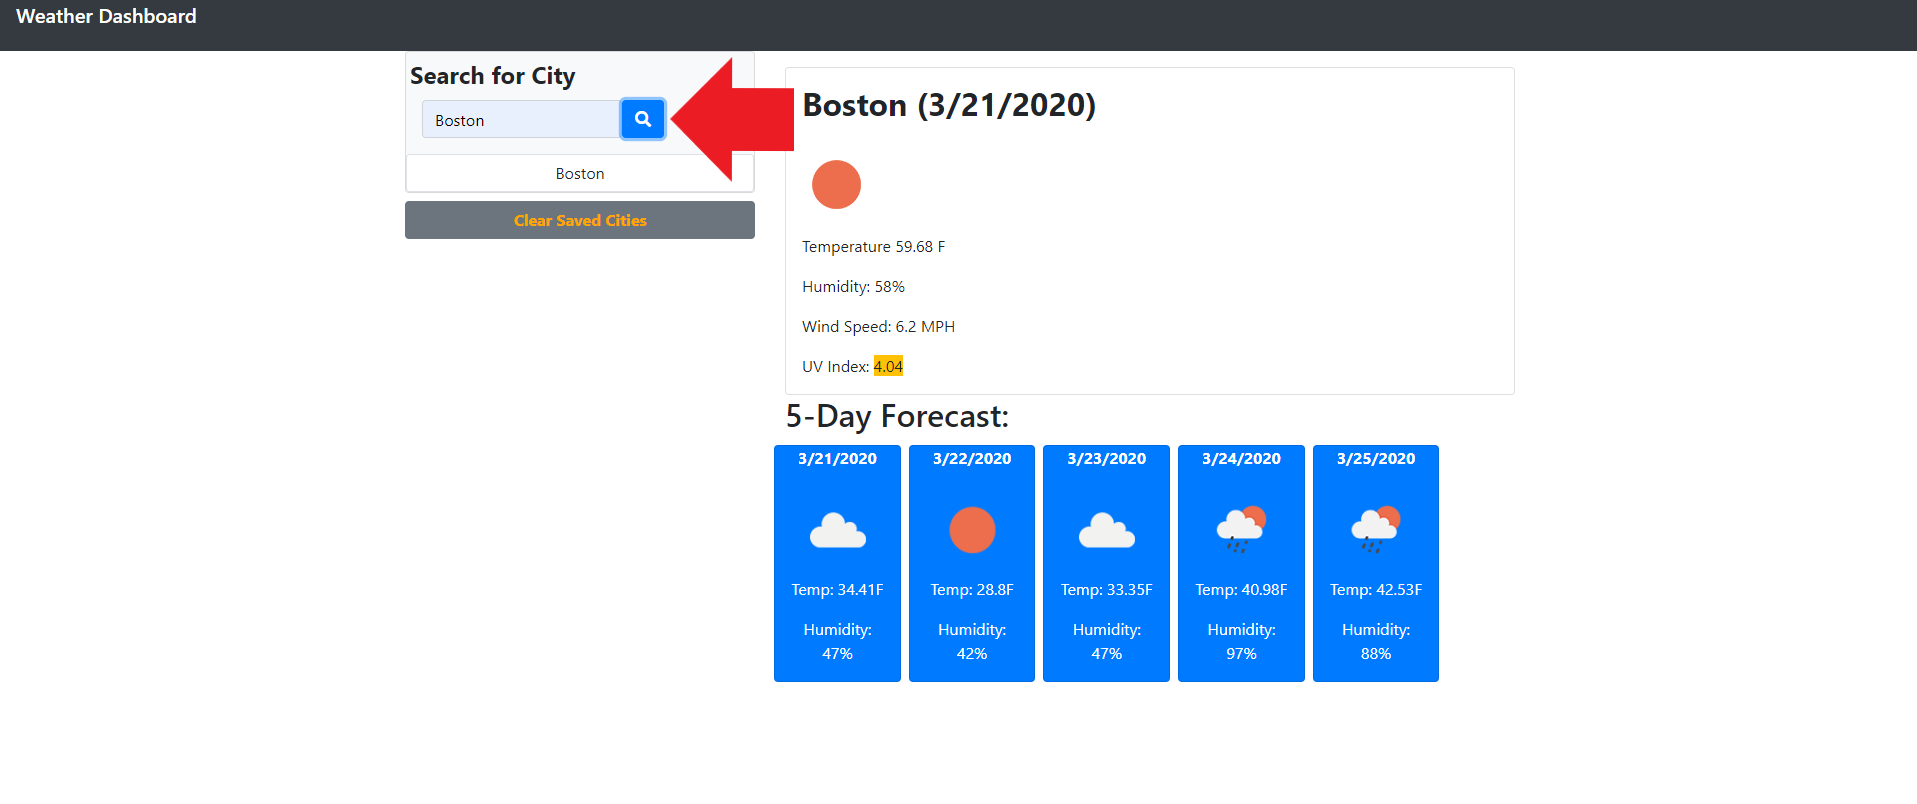 Weather Dashboard
Search for City
Boston
Boston
Clear Saved Cities
Boston (3/21/2020)
Temperature 59.68 F
Humidity: 58%
Wind Speed: 6.2 MPH
UV Index: 4.04
5-Day Forecast:
3/21/2020
Temp: 34.41F
Humidity:
47%
3/22/2020
Temp: 28.8F
Humidity:
42%
3/23/2020
Temp: 33.35F
Humidity:
47%
3/24/2020
Temp: 40.98F
Humidity:
97%
3/25/2020
Temp: 42.53F
Humidity:
88%